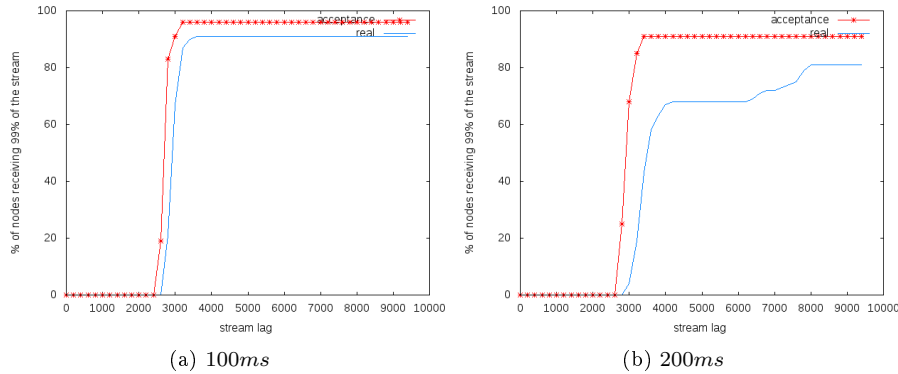 100
80
60
40
20
0
% of nodes receiving 99% of the stream
acceptance
real
0 1000 2000 3000 4000 5000 6000 7000 8000 9000 10000
stream lag
(a) 100ms
100
80
60
40
20
0
% of nodes receiving 99% of the stream
acceptance
real
0 1000 2000 3000 4000 5000 6000 7000 8000 9000 10000
stream lag
(b) 200ms